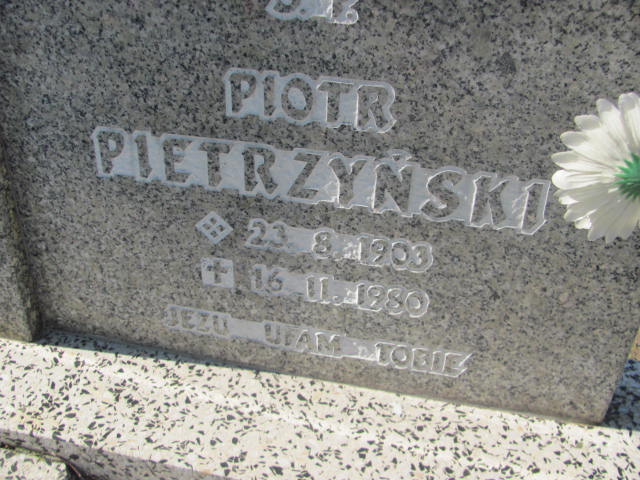 PIOTR
PIETRZYŃSKI
23. 8. 1903
16. 11. 1980
JEZU UFAM TOBIE